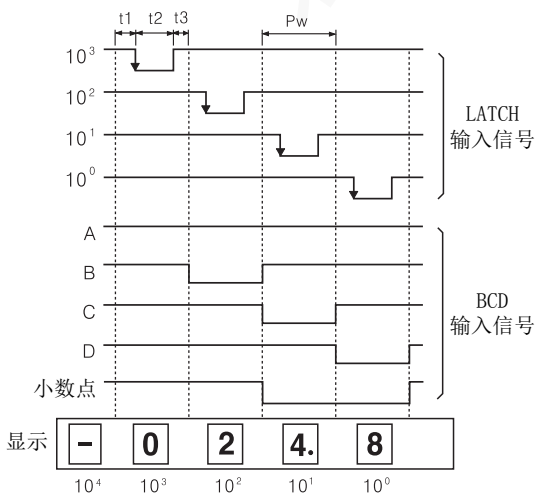 t1 t2 t3 Pw
10³
10²
10¹
10⁰
LATCH
输入信号
A
B
C
D
小数点
BCD
输入信号
显示 - 0 2 4. 8
10⁴ 10³ 10² 10¹ 10⁰